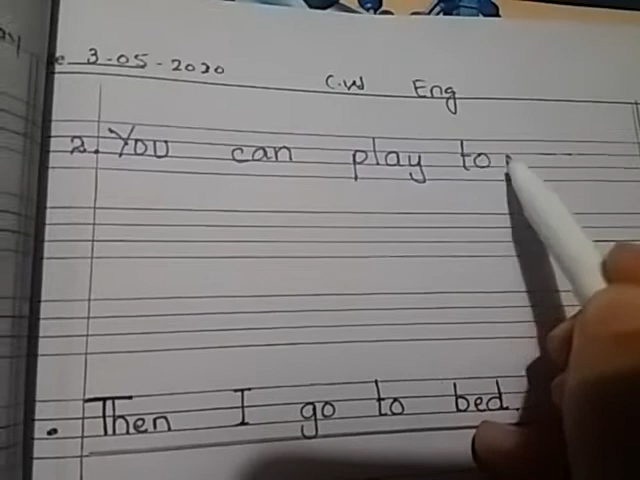 3-05-2020
C.W Eng
2. You can play to
Then I go to bed.